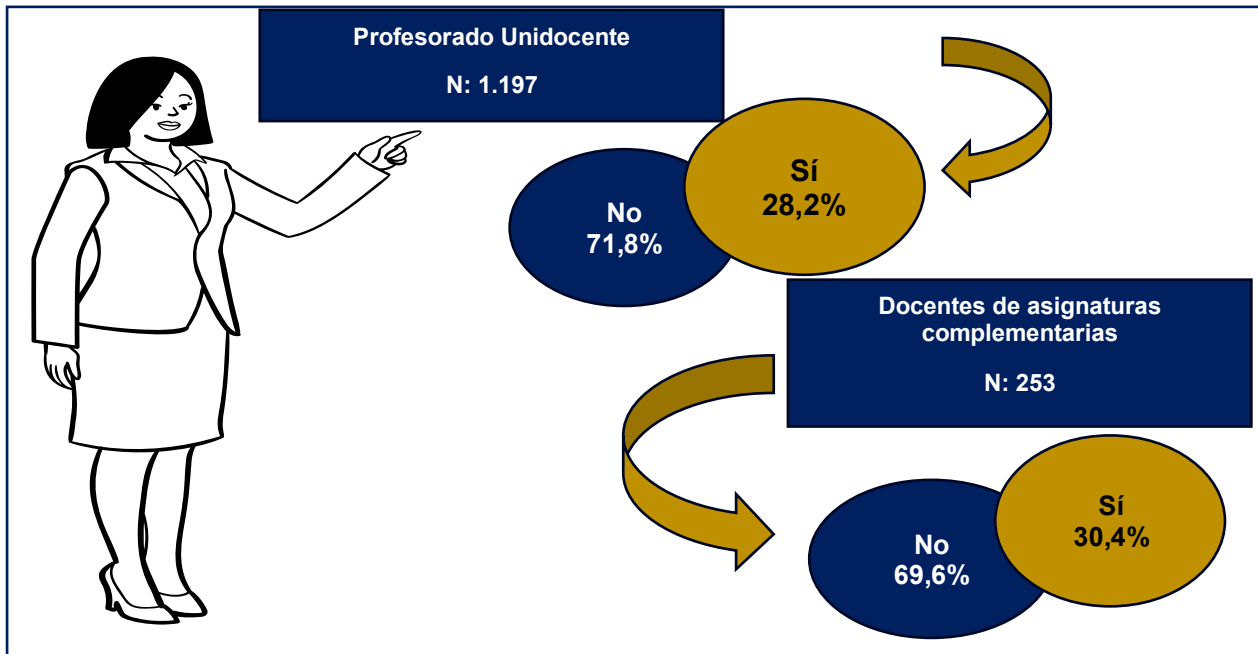 Profesorado Unidocente
N: 1.197
Sí
28,2%
No
71,8%
Docentes de asignaturas
complementarias
N: 253
Sí
30,4%
No
69,6%